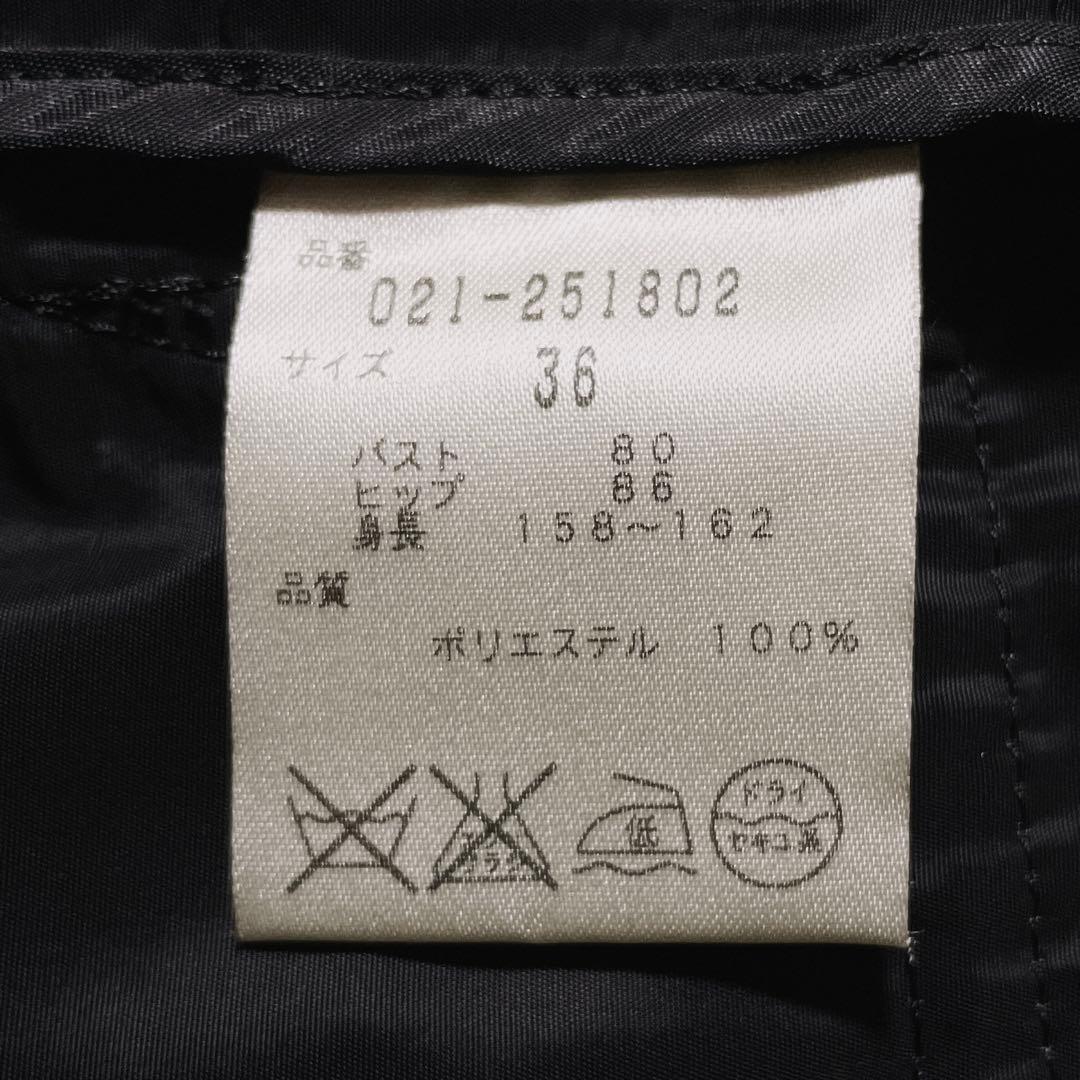 品番
021-251802
サイズ 36
バスト 80
ヒップ 86
身長 158〜162
品質
ポリエステル 100%
低
ドライ
セキユ系